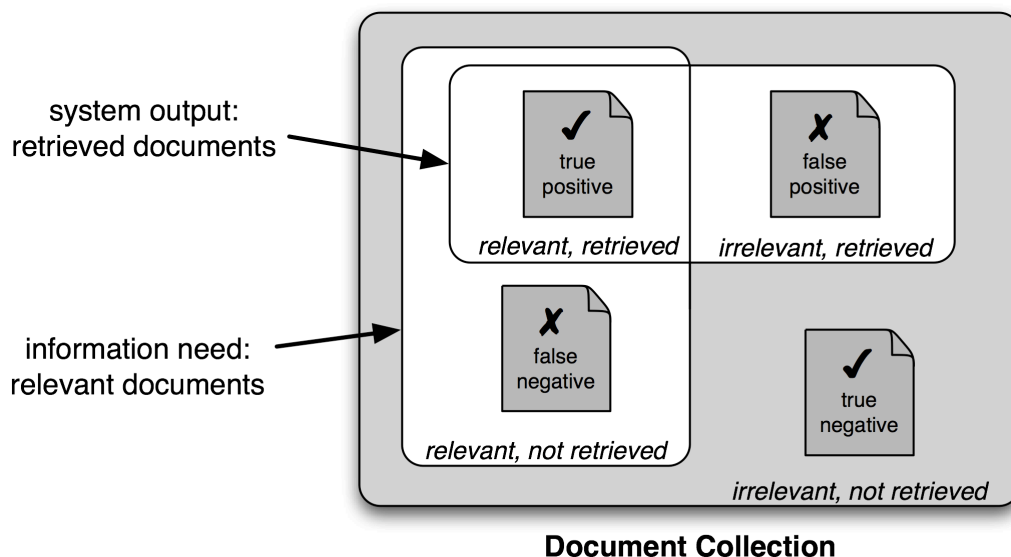 system output:
retrieved documents
✓
true
positive
relevant, retrieved
✗
false
positive
irrelevant, retrieved
information need:
relevant documents
✗
false
negative
relevant, not retrieved
✓
true
negative
irrelevant, not retrieved
Document Collection